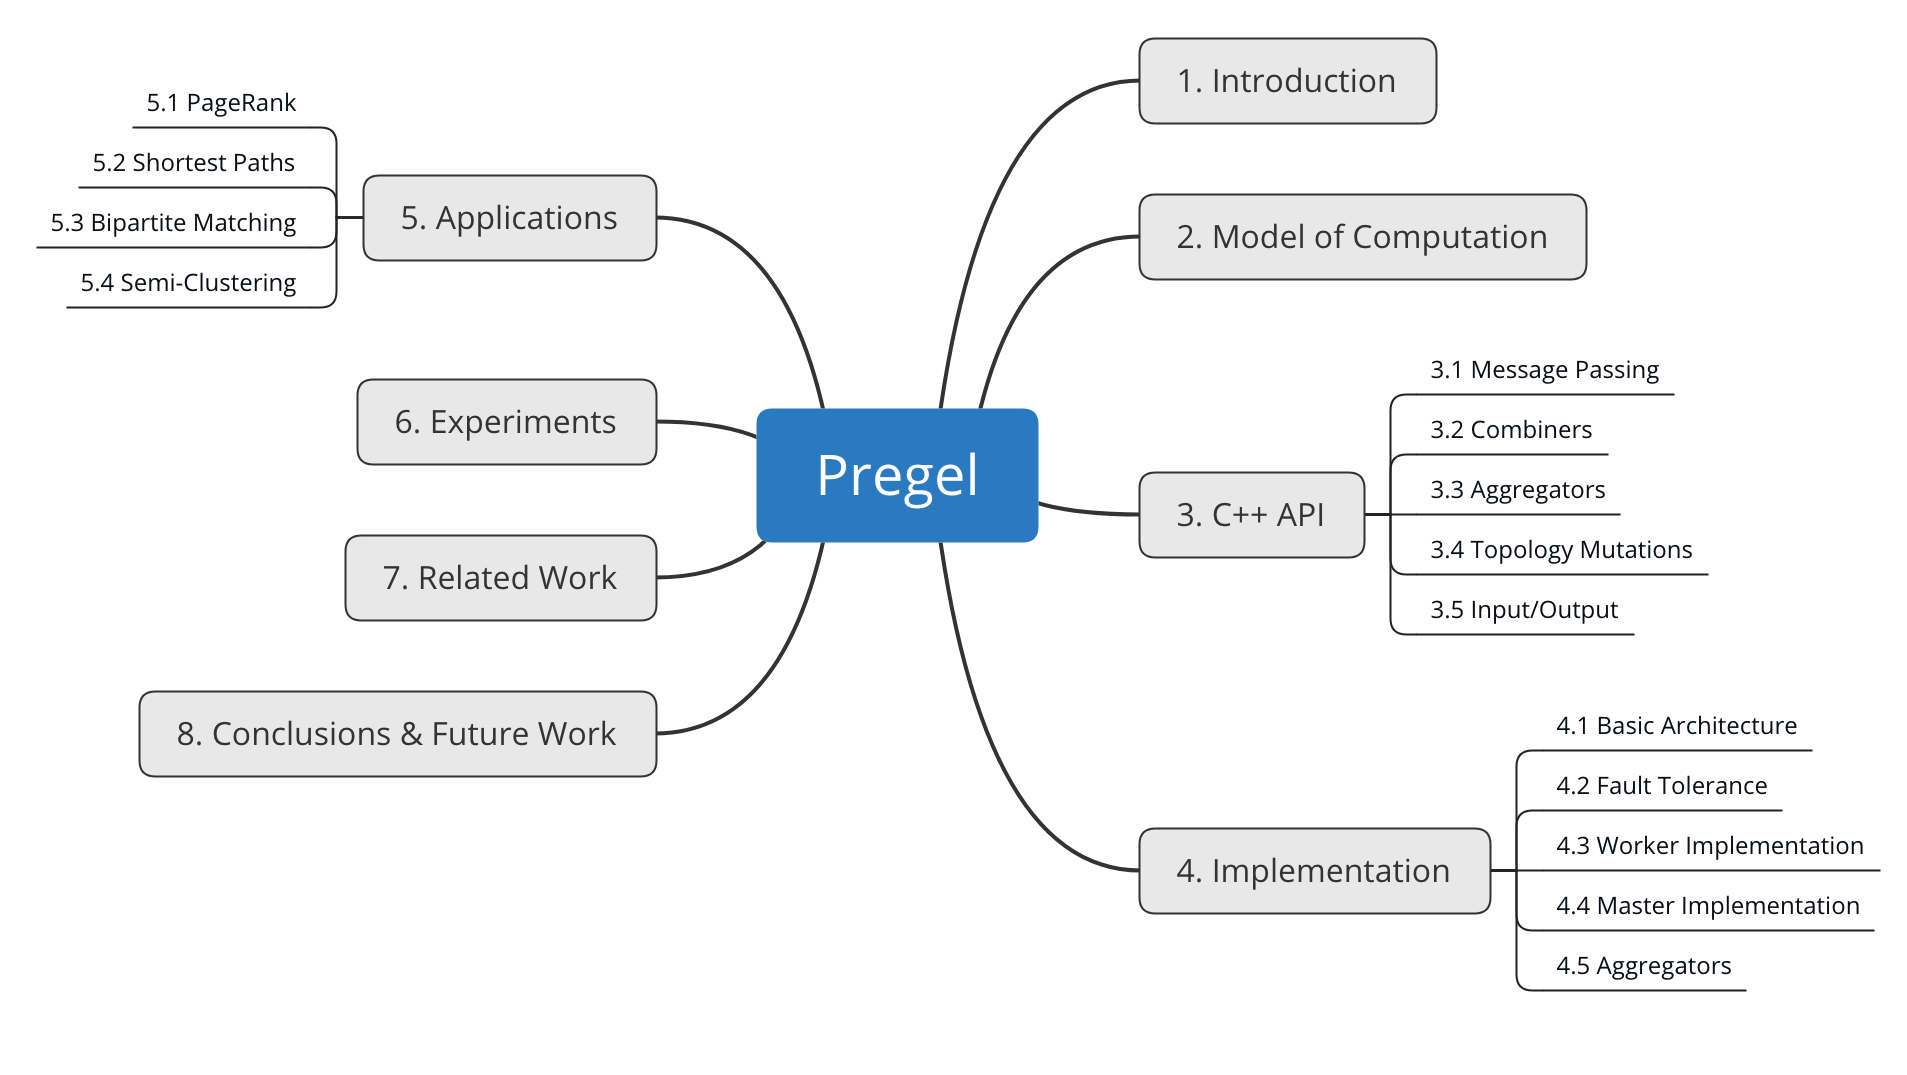 Pregel
1. Introduction
2. Model of Computation
3. C++ API
3.1 Message Passing
3.2 Combiners
3.3 Aggregators
3.4 Topology Mutations
3.5 Input/Output
4. Implementation
4.1 Basic Architecture
4.2 Fault Tolerance
4.3 Worker Implementation
4.4 Master Implementation
4.5 Aggregators
5. Applications
5.1 PageRank
5.2 Shortest Paths
5.3 Bipartite Matching
5.4 Semi-Clustering
6. Experiments
7. Related Work
8. Conclusions & Future Work